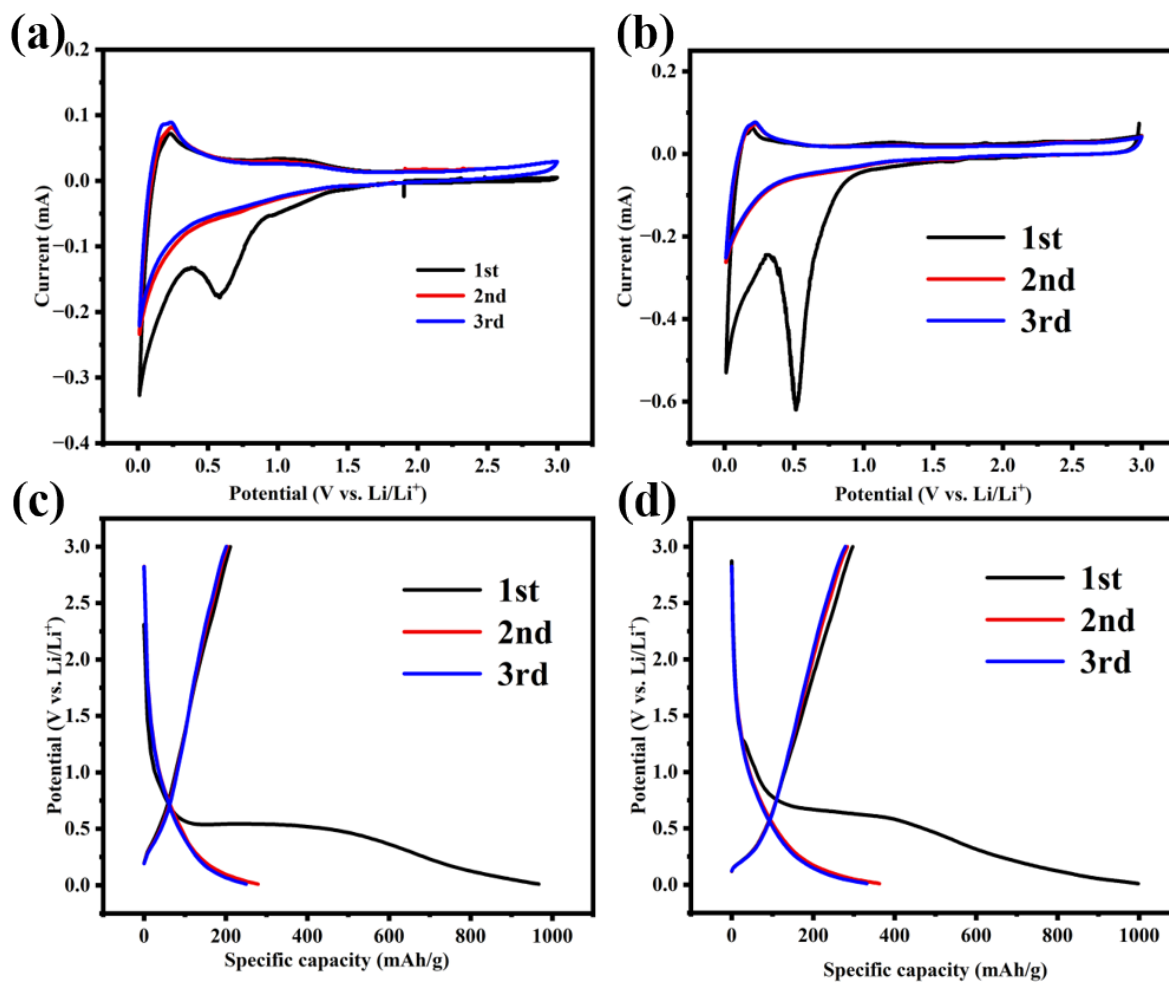 (a)
0.2
0.1
0.0
−0.1
−0.2
−0.3
−0.4
Current (mA)
1st
2nd
3rd
0.0 0.5 1.0 1.5 2.0 2.5 3.0
Potential (V vs. Li/Li⁺)
(b)
0.2
0.0
−0.2
−0.4
−0.6
Current (mA)
1st
2nd
3rd
0.0 0.5 1.0 1.5 2.0 2.5 3.0
Potential (V vs. Li/Li⁺)
(c)
3.0
2.5
2.0
1.5
1.0
0.5
0.0
Potential (V vs. Li/Li⁺)
1st
2nd
3rd
0 200 400 600 800 1000
Specific capacity (mAh/g)
(d)
3.0
2.5
2.0
1.5
1.0
0.5
0.0
Potential (V vs. Li/Li⁺)
1st
2nd
3rd
0 200 400 600 800 1000
Specific capacity (mAh/g)